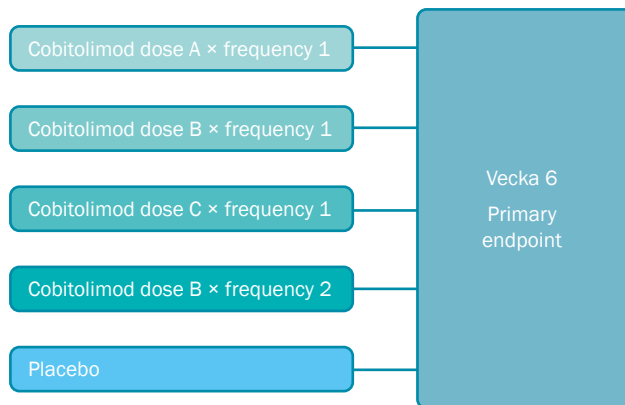 Cobitolimod dose A × frequency 1
Cobitolimod dose B × frequency 1
Cobitolimod dose C × frequency 1
Cobitolimod dose B × frequency 2
Placebo
Vecka 6
Primary
endpoint